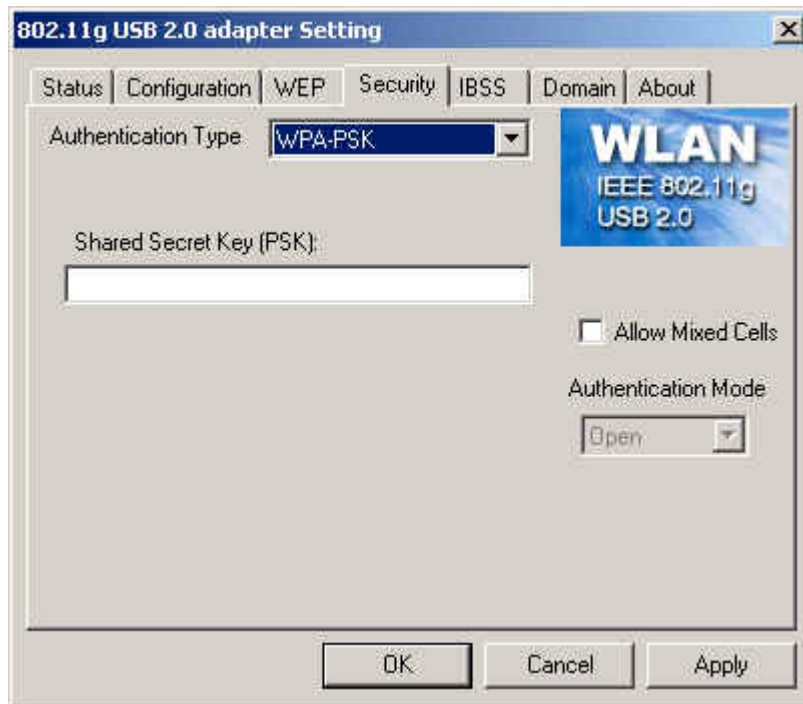 802.11g USB 2.0 adapter Setting
Status Configuration WEP Security IBSS Domain About
Authentication Type WPA-PSK
WLAN
IEEE 802.11g
USB 2.0
Shared Secret Key (PSK):
Allow Mixed Cells
Authentication Mode
Open
OK Cancel Apply